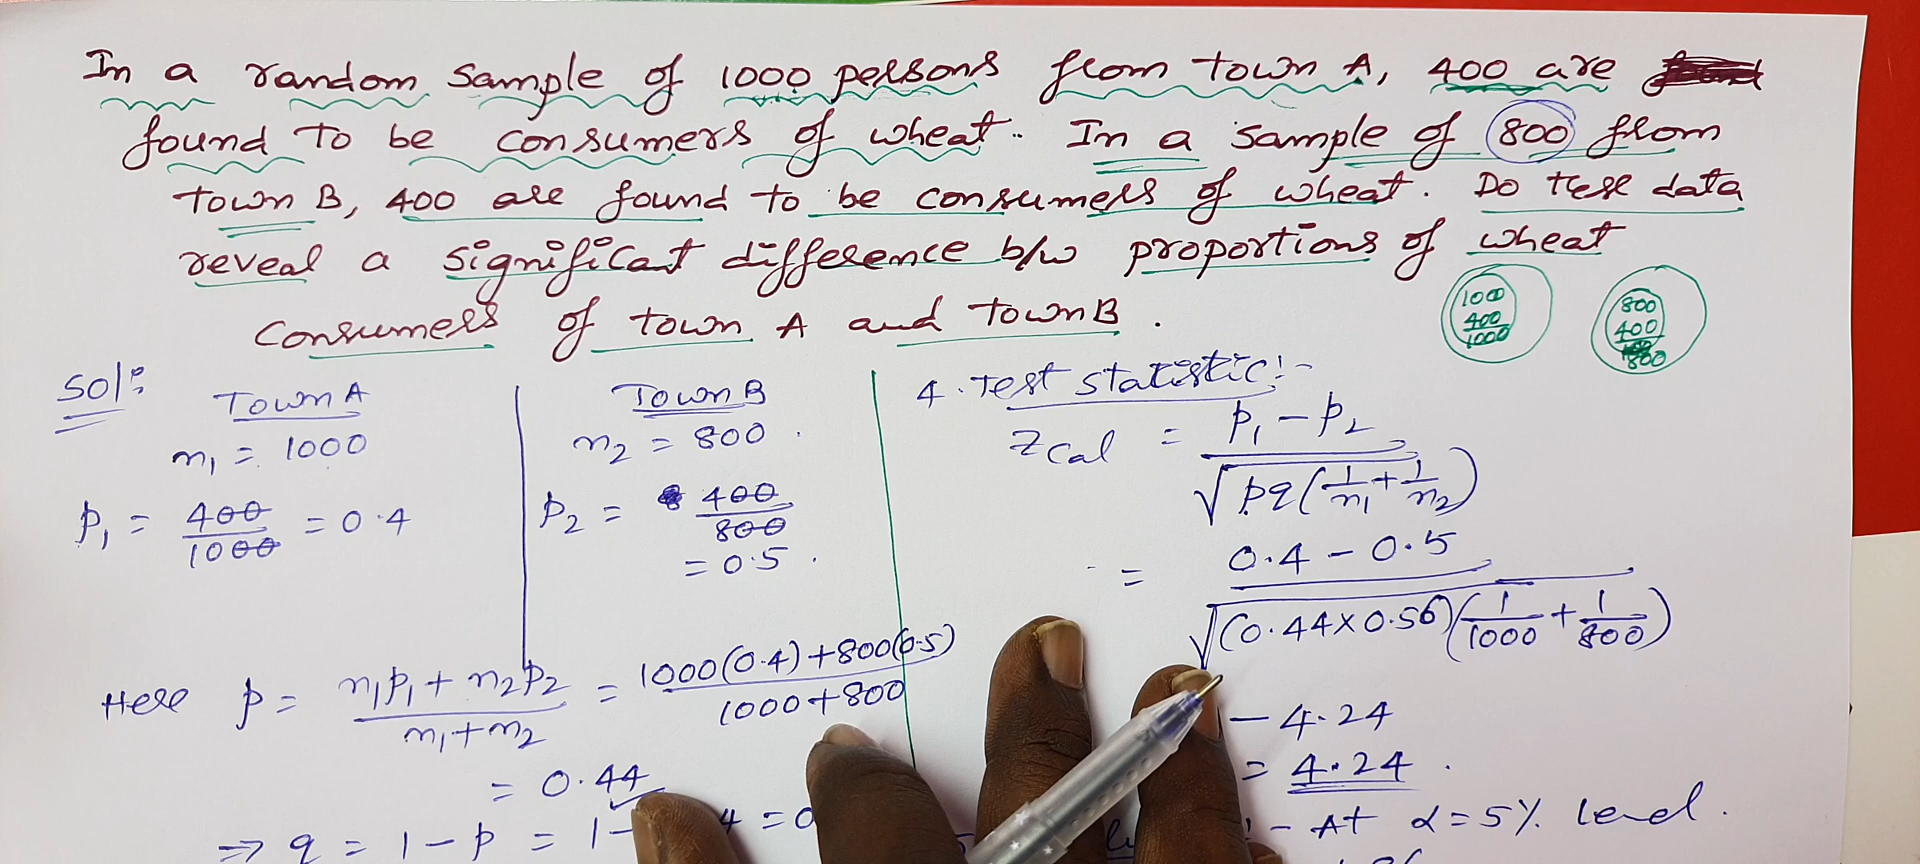 In a random sample of 1000 persons from town A, 400 are
found to be consumers of wheat. In a sample of 800 from
town B, 400 are found to be consumers of wheat. Do these data
reveal a significant difference b/w proportions of wheat
consumers of town A and town B.
1000
400
1000
800
400
800
Sol:
Town A
n₁ = 1000
p₁ = 400/1000 = 0.4
Town B
n₂ = 800.
p₂ = 400/800
= 0.5.
Here p = (n₁p₁ + n₂p₂)/(n₁+n₂) = (1000(0.4)+800(0.5))/(1000+800)
= 0.44
⇒ q = 1 - p = 1 -
4. Test statistic:-
Z cal = (p₁ - p₂)/√(pq(1/n₁ + 1/n₂))
= (0.4 - 0.5)/√((0.44×0.56)(1/1000 + 1/800))
- 4.24
= 4.24.
:- At α = 5% level.